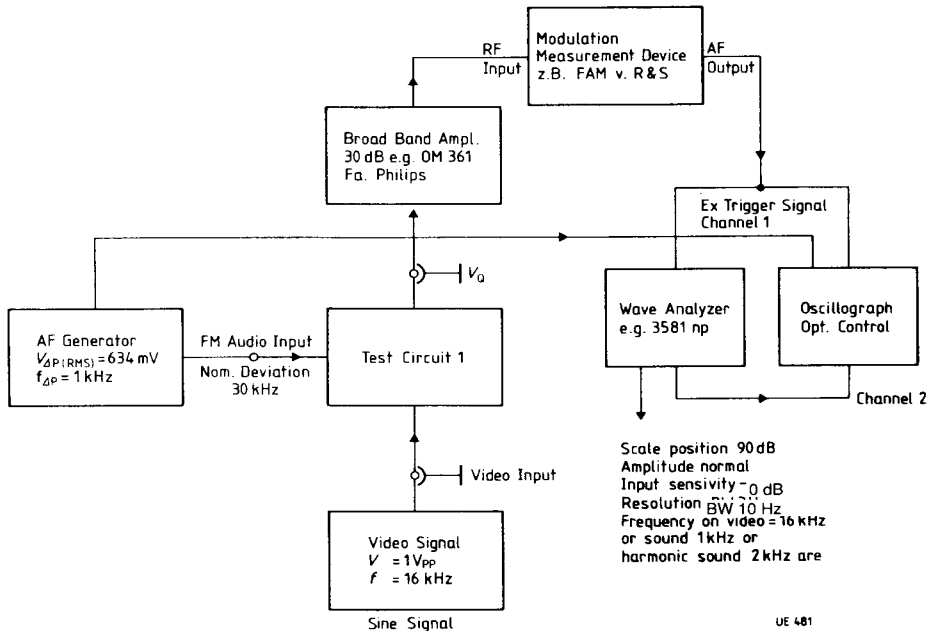 RF
Input
Modulation
Measurement Device
z.B. FAM v. R&S
AF
Output
Broad Band Ampl.
30 dB e.g. OM 361
Fa. Philips
Ex Trigger Signal
Channel 1
V_Q
Wave Analyzer
e.g. 3581 np
Oscillograph
Opt. Control
AF Generator
V_ΔP(RMS) = 634 mV
f_ΔP = 1 kHz
FM Audio Input
Nom. Deviation
30 kHz
Test Circuit 1
Channel 2
Video Input
Scale position 90 dB
Amplitude normal
Input sensivity - 0 dB
Resolution
BW 10 Hz
Frequency on video = 16 kHz
or sound 1kHz or
harmonic sound 2kHz are
Video Signal
V = 1 V_PP
f = 16 kHz
Sine Signal
UE 481